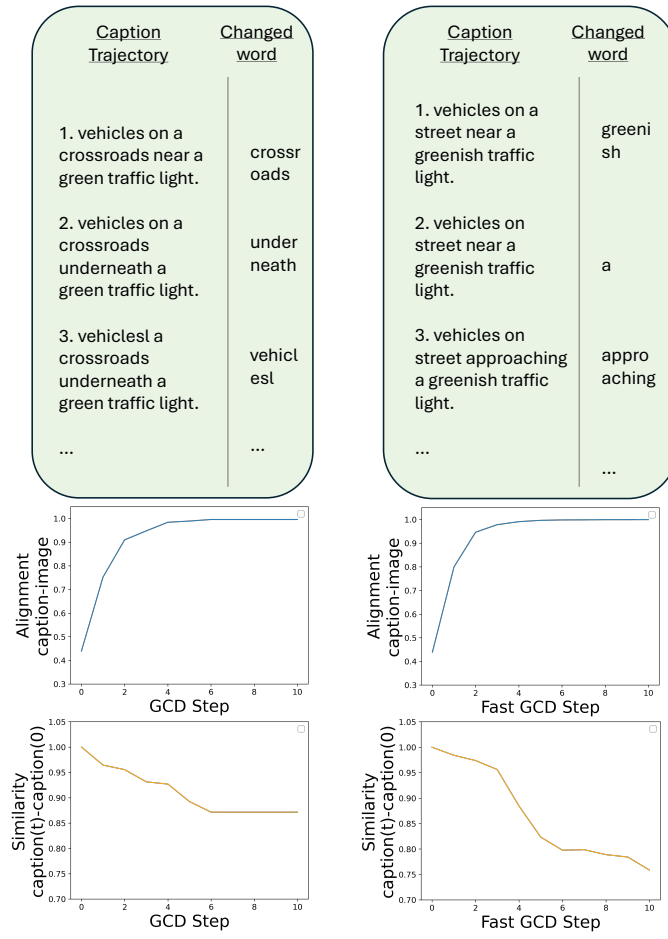 Caption
Trajectory
Changed
word
1. vehicles on a
crossroads near a
green traffic light.
crossr
oads
2. vehicles on a
crossroads
underneath a
green traffic light.
under
neath
3. vehiclesl a
crossroads
underneath a
green traffic light.
vehicl
esl
...
...
Caption
Trajectory
Changed
word
1. vehicles on a
street near a
greenish traffic
light.
greeni
sh
2. vehicles on
street near a
greenish traffic
light.
a
3. vehicles on
street approaching
a greenish traffic
light.
appro
aching
...
...
Alignment
caption-image
1.0
0.9
0.8
0.7
0.6
0.5
0.4
0.3
0 2 4 6 8 10
GCD Step
Alignment
caption-image
1.0
0.9
0.8
0.7
0.6
0.5
0.4
0.3
0 2 4 6 8 10
Fast GCD Step
Similarity
caption(t)-caption(0)
1.05
1.00
0.95
0.90
0.85
0.80
0.75
0.70
0 2 4 6 8 10
GCD Step
Similarity
caption(t)-caption(0)
1.05
1.00
0.95
0.90
0.85
0.80
0.75
0.70
0 2 4 6 8 10
Fast GCD Step